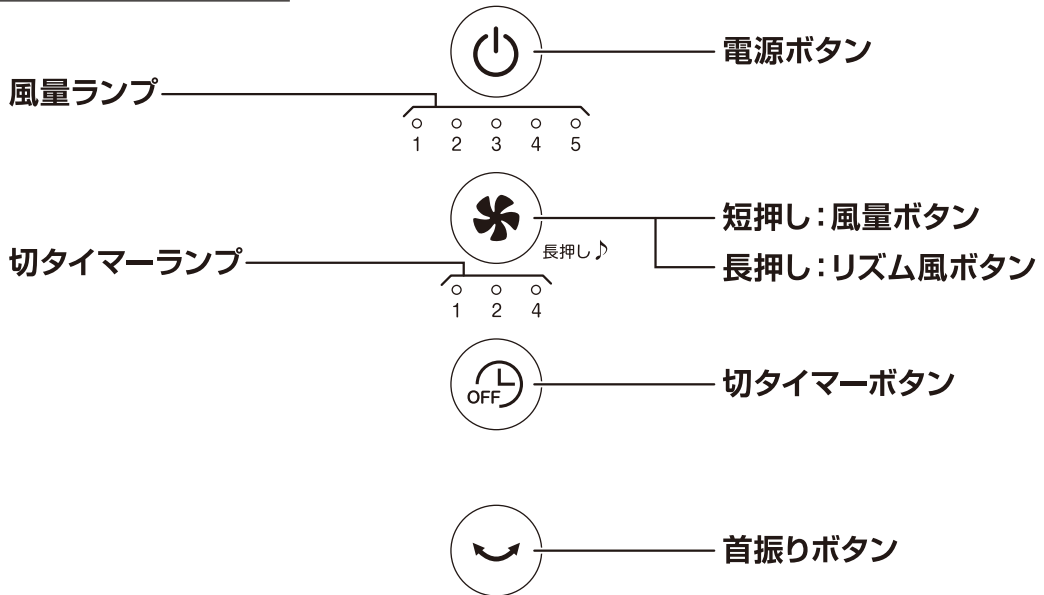 電源ボタン
風量ランプ
1 2 3 4 5
短押し:風量ボタン
長押し♪
長押し:リズム風ボタン
切タイマーランプ
1 2 4
OFF
切タイマーボタン
首振りボタン